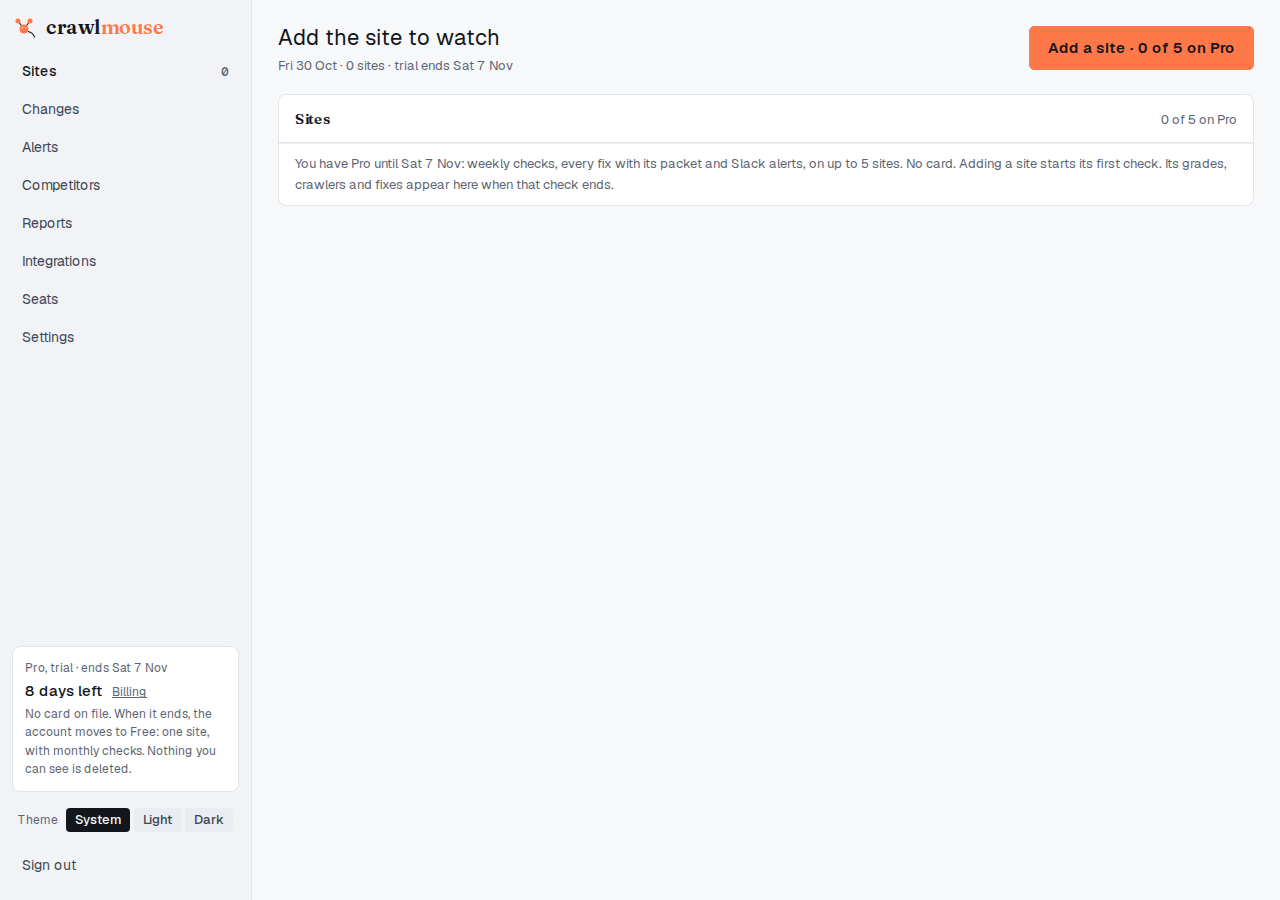 crawlmouse
Sites 0
Changes
Alerts
Competitors
Reports
Integrations
Seats
Settings
Pro, trial · ends Sat 7 Nov
8 days left Billing
No card on file. When it ends, the
account moves to Free: one site,
with monthly checks. Nothing you
can see is deleted.
Theme System Light Dark
Sign out
Add the site to watch
Fri 30 Oct · 0 sites · trial ends Sat 7 Nov
Add a site · 0 of 5 on Pro
Sites 0 of 5 on Pro
You have Pro until Sat 7 Nov: weekly checks, every fix with its packet and Slack alerts, on up to 5 sites. No card. Adding a site starts its first check. Its grades,
crawlers and fixes appear here when that check ends.